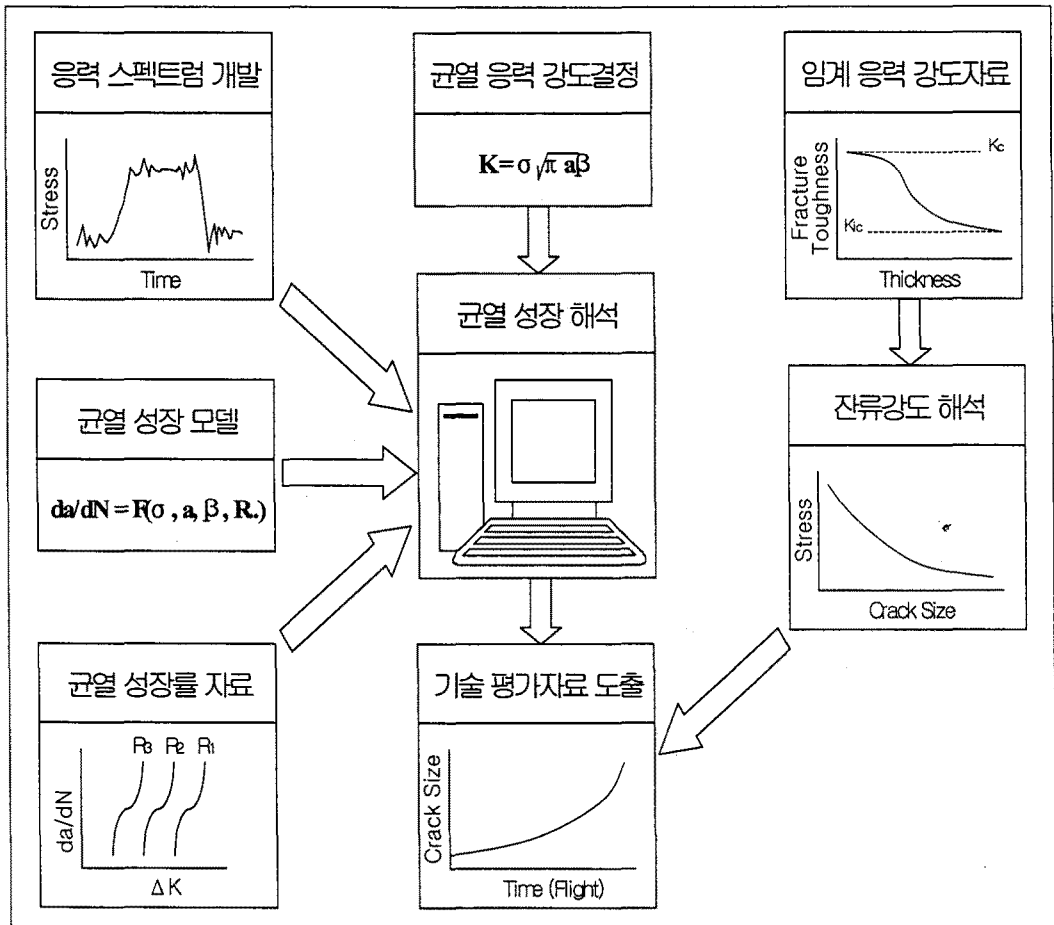 응력 스펙트럼 개발
Stress
Time
균열 응력 강도결정
K=σ√π aβ
임계 응력 강도자료
Fracture
Toughness
Kc
KIc
Thickness
균열 성장 해석
균열 성장 모델
da/dN=F(σ, a, β, R..)
잔류강도 해석
Stress
Crack Size
균열 성장률 자료
R3 R2 R1
da/dN
ΔK
기술 평가자료 도출
Crack Size
Time (Flight)